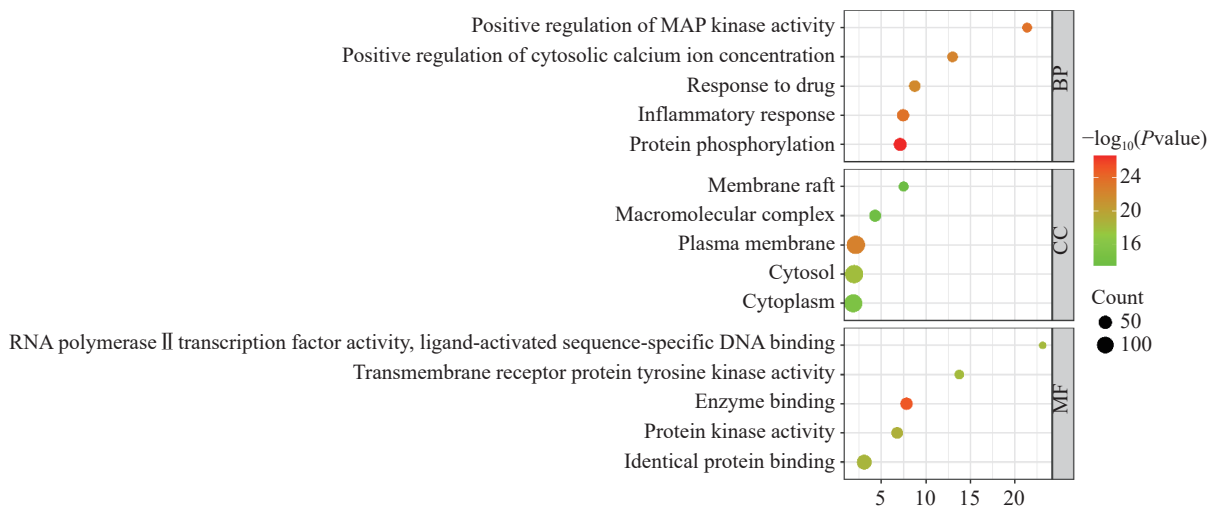 Positive regulation of MAP kinase activity
Positive regulation of cytosolic calcium ion concentration
Response to drug
Inflammatory response
Protein phosphorylation
BP
Membrane raft
Macromolecular complex
Plasma membrane
Cytosol
Cytoplasm
CC
RNA polymerase Ⅱ transcription factor activity, ligand-activated sequence-specific DNA binding
Transmembrane receptor protein tyrosine kinase activity
Enzyme binding
Protein kinase activity
Identical protein binding
MF
5 10 15 20
−log₁₀(Pvalue)
24
20
16
Count
50
100